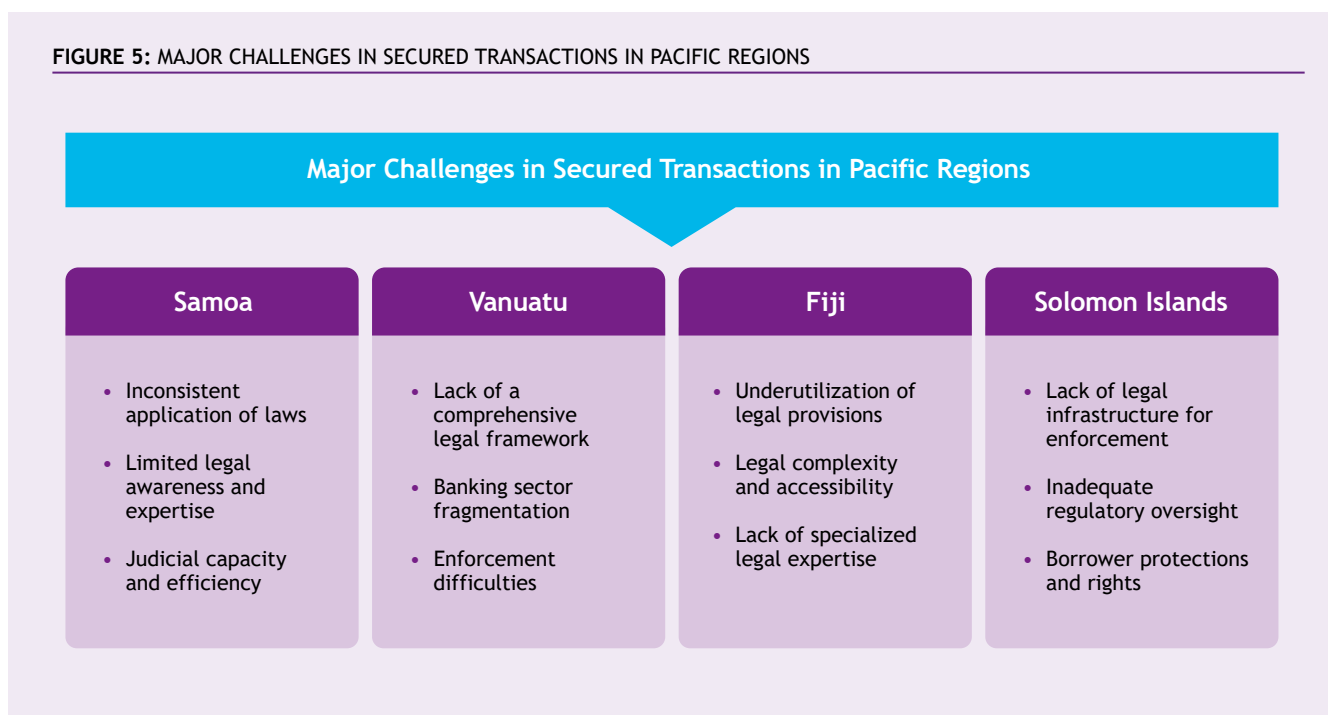 FIGURE 5: MAJOR CHALLENGES IN SECURED TRANSACTIONS IN PACIFIC REGIONS
Major Challenges in Secured Transactions in Pacific Regions
Samoa
• Inconsistent
application of laws
• Limited legal
awareness and
expertise
• Judicial capacity
and efficiency
Vanuatu
• Lack of a
comprehensive
legal framework
• Banking sector
fragmentation
• Enforcement
difficulties
Fiji
• Underutilization of
legal provisions
• Legal complexity
and accessibility
• Lack of specialized
legal expertise
Solomon Islands
• Lack of legal
infrastructure for
enforcement
• Inadequate
regulatory oversight
• Borrower protections
and rights